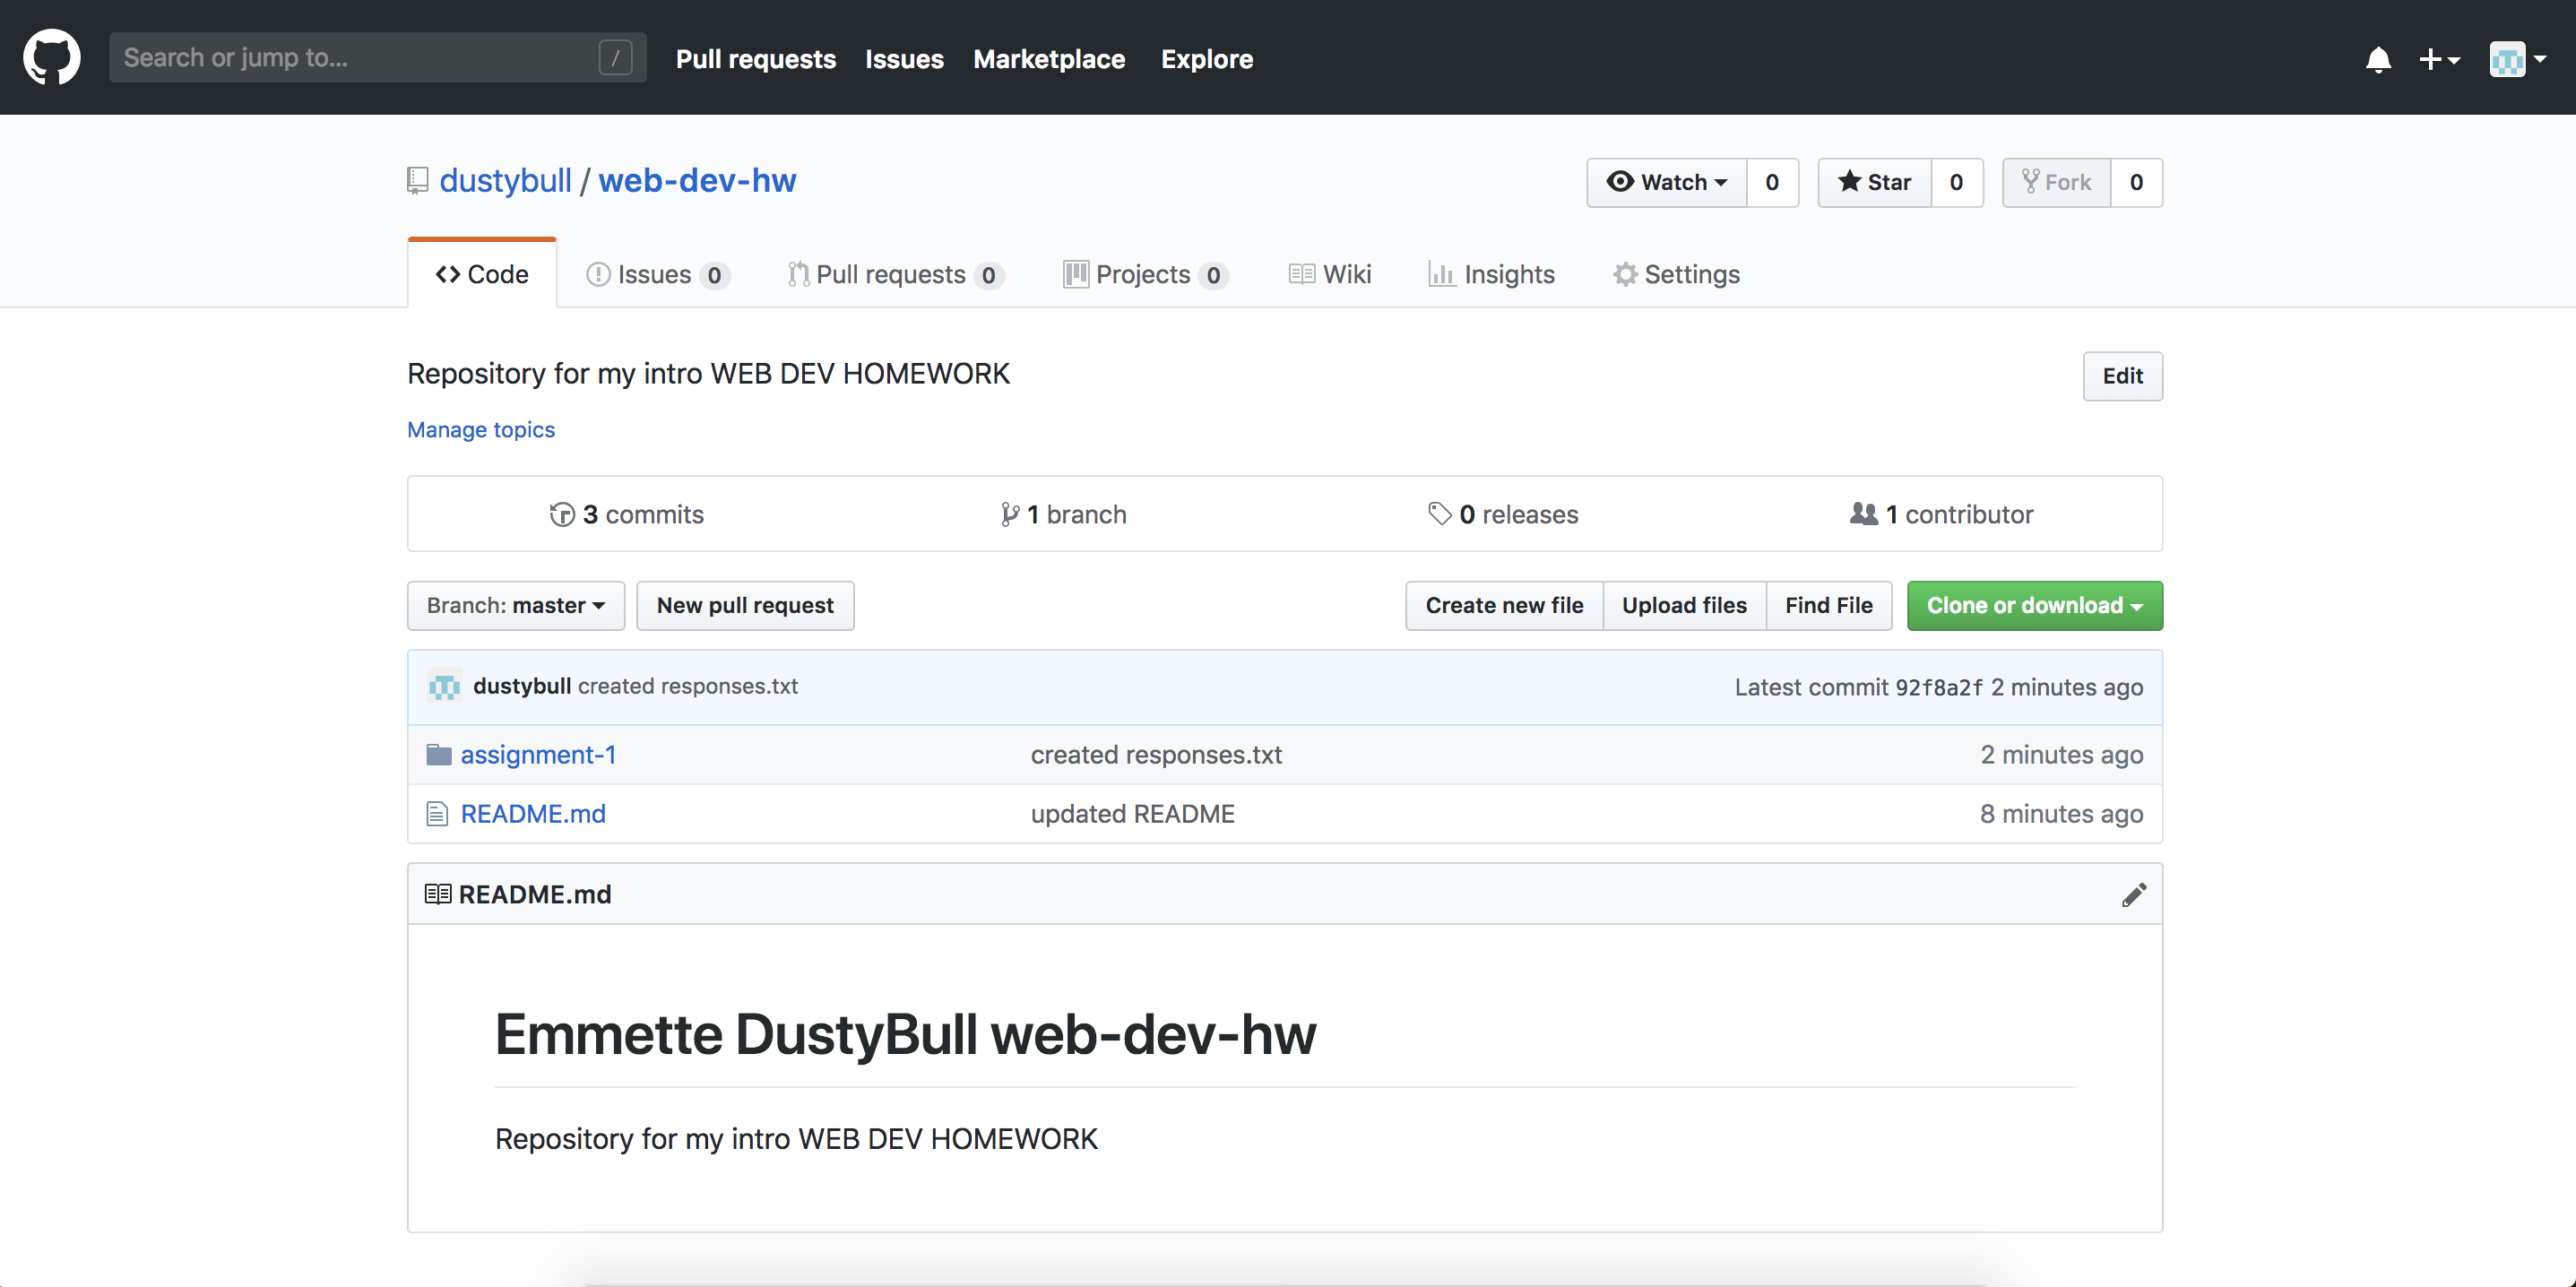 Search or jump to... /
Pull requests Issues Marketplace Explore
dustybull / web-dev-hw
Watch 0 Star 0 Fork 0
Code Issues 0 Pull requests 0 Projects 0 Wiki Insights Settings
Repository for my intro WEB DEV HOMEWORK
Edit
Manage topics
3 commits 1 branch 0 releases 1 contributor
Branch: master New pull request Create new file Upload files Find File Clone or download
dustybull created responses.txt Latest commit 92f8a2f 2 minutes ago
assignment-1 created responses.txt 2 minutes ago
README.md updated README 8 minutes ago
README.md
Emmette DustyBull web-dev-hw
Repository for my intro WEB DEV HOMEWORK